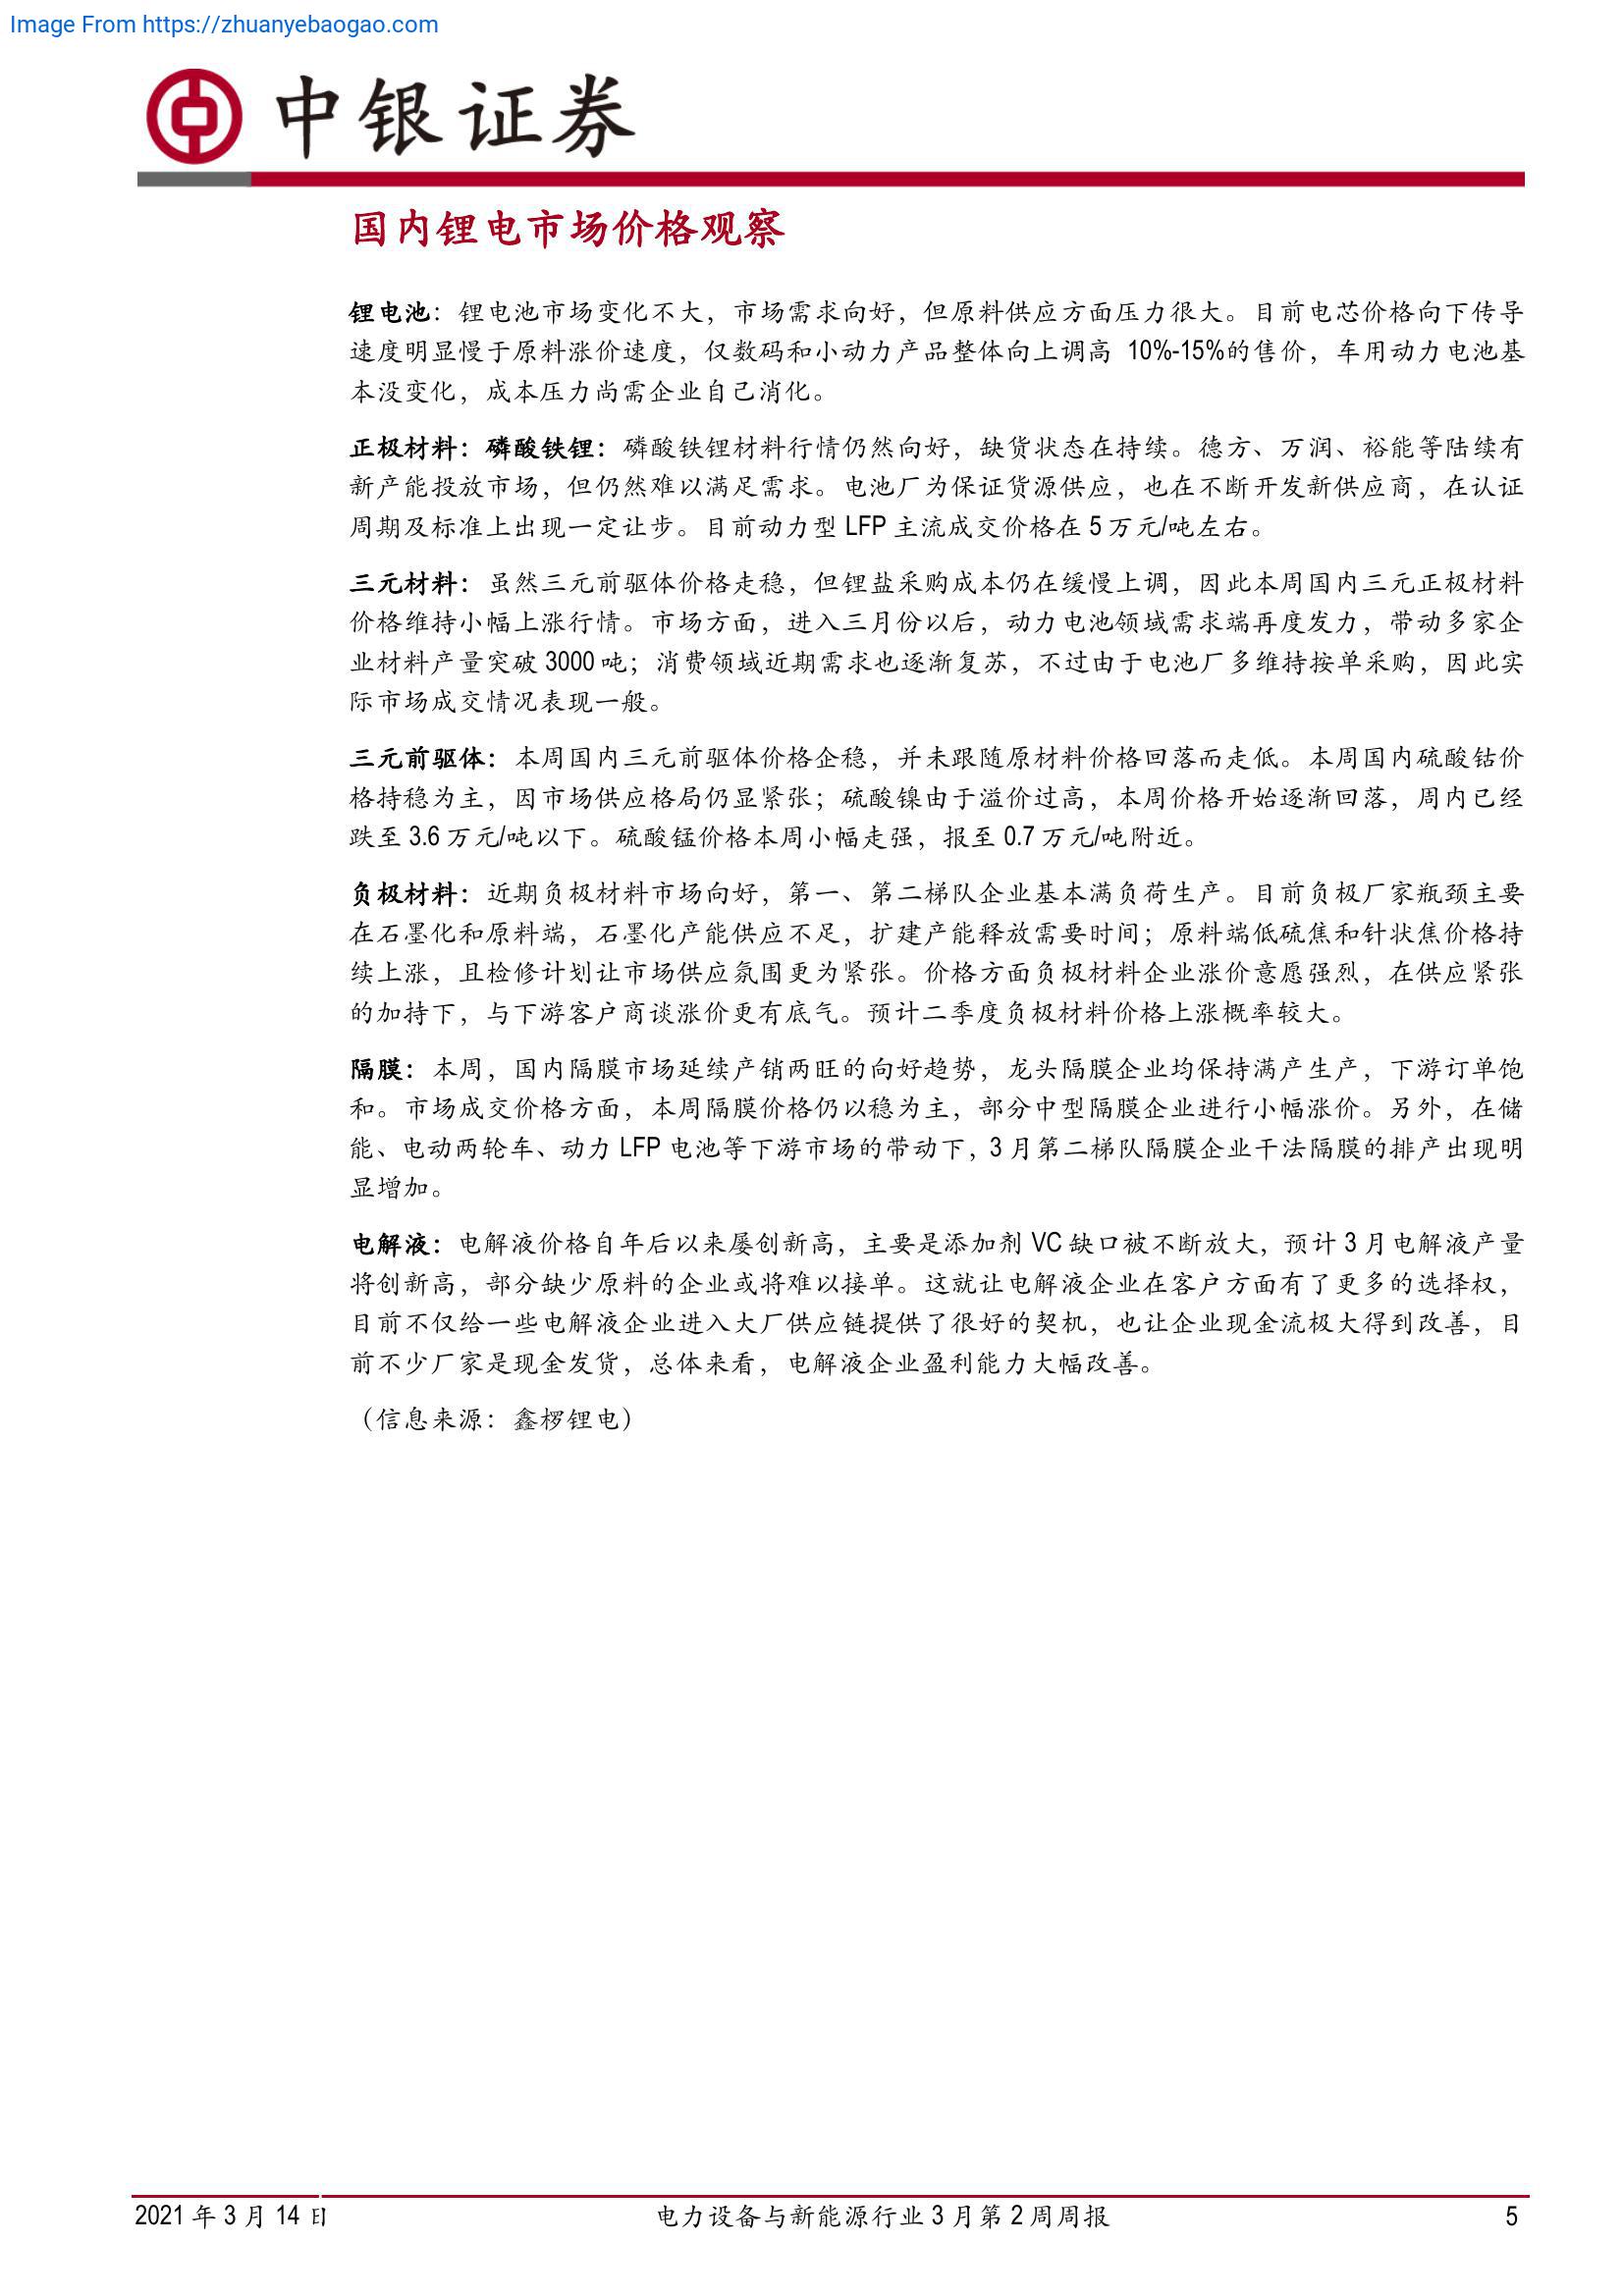 Image From https://zhuanyebaogao.com
中银证券
国内锂电市场价格观察
锂电池：锂电池市场变化不大，市场需求向好，但原料供应方面压力很大。目前电芯价格向下传导
速度明显慢于原料涨价速度，仅数码和小动力产品整体向上调高 10%-15%的售价，车用动力电池基
本没变化，成本压力尚需企业自己消化。
正极材料：磷酸铁锂：磷酸铁锂材料行情仍然向好，缺货状态在持续。德方、万润、裕能等陆续有
新产能投放市场，但仍然难以满足需求。电池厂为保证货源供应，也在不断开发新供应商，在认证
周期及标准上出现一定让步。目前动力型 LFP 主流成交价格在 5 万元/吨左右。
三元材料：虽然三元前驱体价格走稳，但锂盐采购成本仍在缓慢上调，因此本周国内三元正极材料
价格维持小幅上涨行情。市场方面，进入三月份以后，动力电池领域需求端再度发力，带动多家企
业材料产量突破 3000 吨；消费领域近期需求也逐渐复苏，不过由于电池厂多维持按单采购，因此实
际市场成交情况表现一般。
三元前驱体：本周国内三元前驱体价格企稳，并未跟随原材料价格回落而走低。本周国内硫酸钴价
格持稳为主，因市场供应格局仍显紧张；硫酸镍由于溢价过高，本周价格开始逐渐回落，周内已经
跌至 3.6 万元/吨以下。硫酸锰价格本周小幅走强，报至 0.7 万元/吨附近。
负极材料：近期负极材料市场向好，第一、第二梯队企业基本满负荷生产。目前负极厂家瓶颈主要
在石墨化和原料端，石墨化产能供应不足，扩建产能释放需要时间；原料端低硫焦和针状焦价格持
续上涨，且检修计划让市场供应氛围更为紧张。价格方面负极材料企业涨价意愿强烈，在供应紧张
的加持下，与下游客户商谈涨价更有底气。预计二季度负极材料价格上涨概率较大。
隔膜：本周，国内隔膜市场延续产销两旺的向好趋势，龙头隔膜企业均保持满产生产，下游订单饱
和。市场成交价格方面，本周隔膜价格仍以稳为主，部分中型隔膜企业进行小幅涨价。另外，在储
能、电动两轮车、动力 LFP 电池等下游市场的带动下，3 月第二梯队隔膜企业干法隔膜的排产出现明
显增加。
电解液：电解液价格自年后以来屡创新高，主要是添加剂 VC 缺口被不断放大，预计 3 月电解液产量
将创新高，部分缺少原料的企业或将难以接单。这就让电解液企业在客户方面有了更多的选择权，
目前不仅给一些电解液企业进入大厂供应链提供了很好的契机，也让企业现金流极大得到改善，目
前不少厂家是现金发货，总体来看，电解液企业盈利能力大幅改善。
（信息来源：鑫椤锂电）
2021 年 3 月 14 日 电力设备与新能源行业 3 月第 2 周周报 5